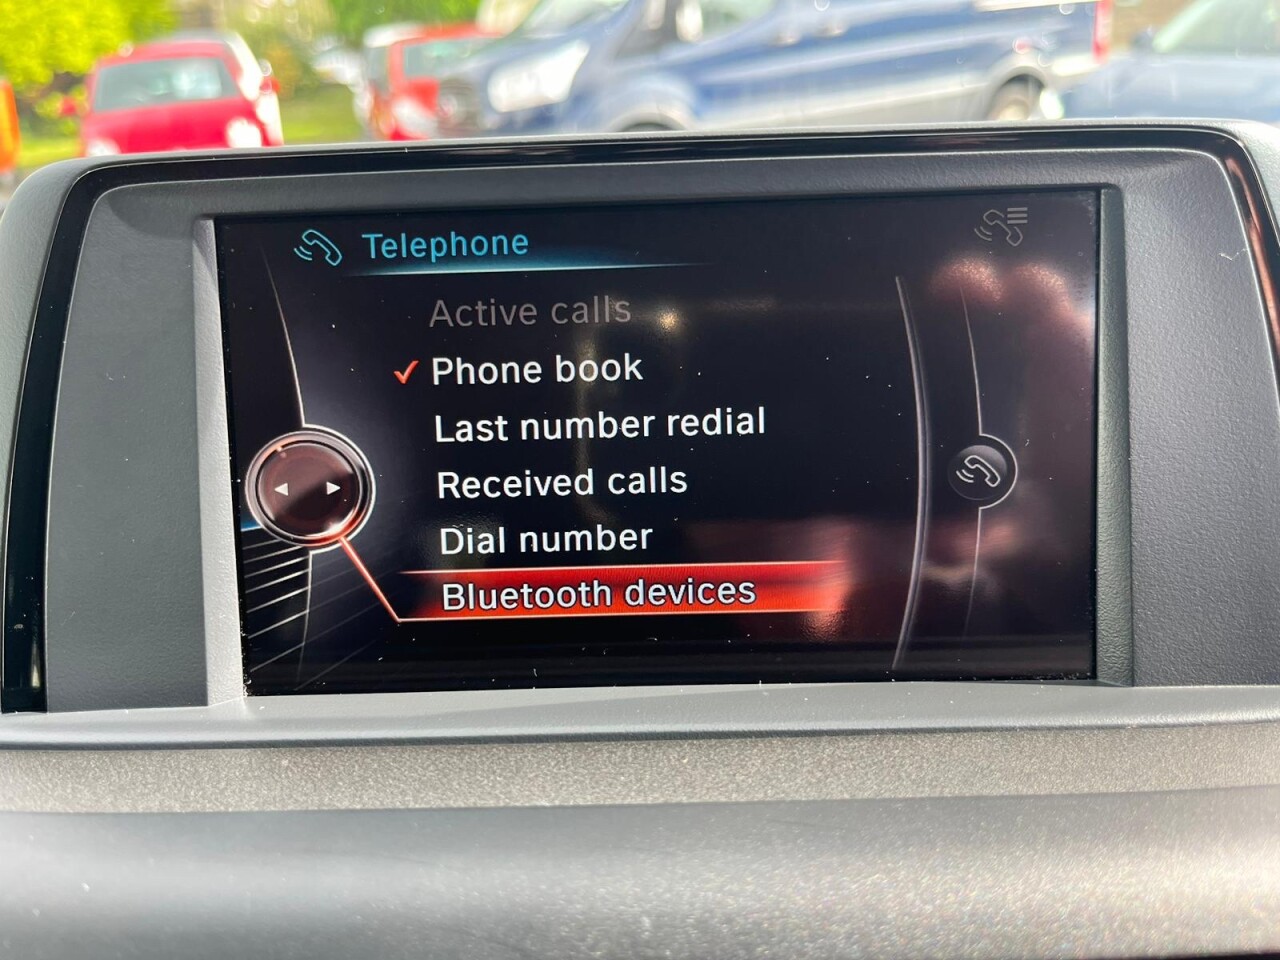 Telephone
Active calls
Phone book
Last number redial
Received calls
Dial number
Bluetooth devices